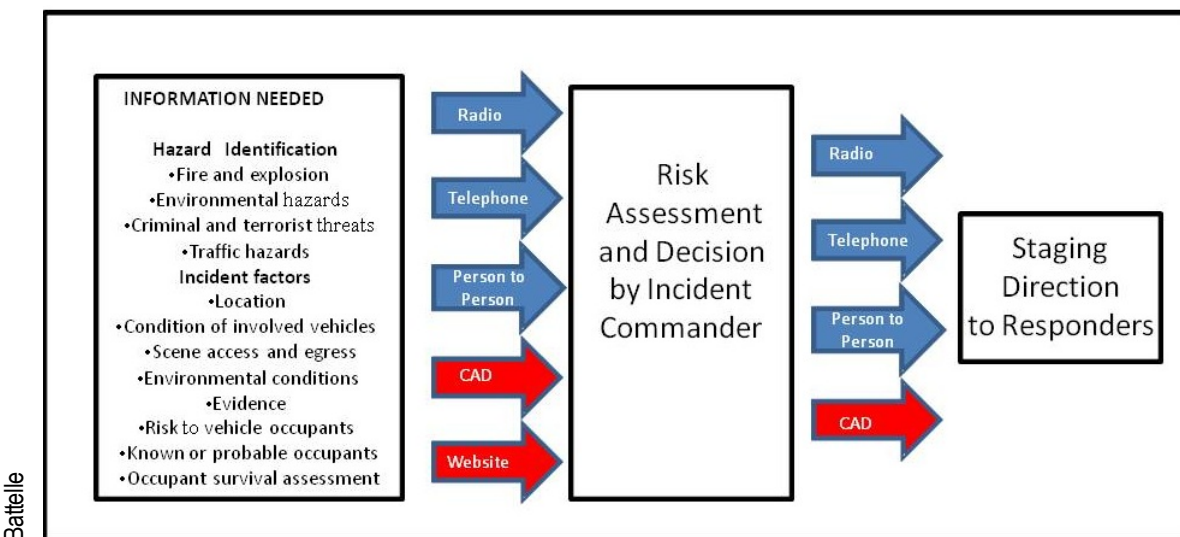 INFORMATION NEEDED
Hazard Identification
•Fire and explosion
•Environmental hazards
•Criminal and terrorist threats
•Traffic hazards
Incident factors
•Location
•Condition of involved vehicles
•Scene access and egress
•Environmental conditions
•Evidence
•Risk to vehicle occupants
•Known or probable occupants
•Occupant survival assessment
Radio
Telephone
Person to
Person
CAD
Website
Risk
Assessment
and Decision
by Incident
Commander
Radio
Telephone
Person to
Person
CAD
Staging
Direction
to Responders
Battelle